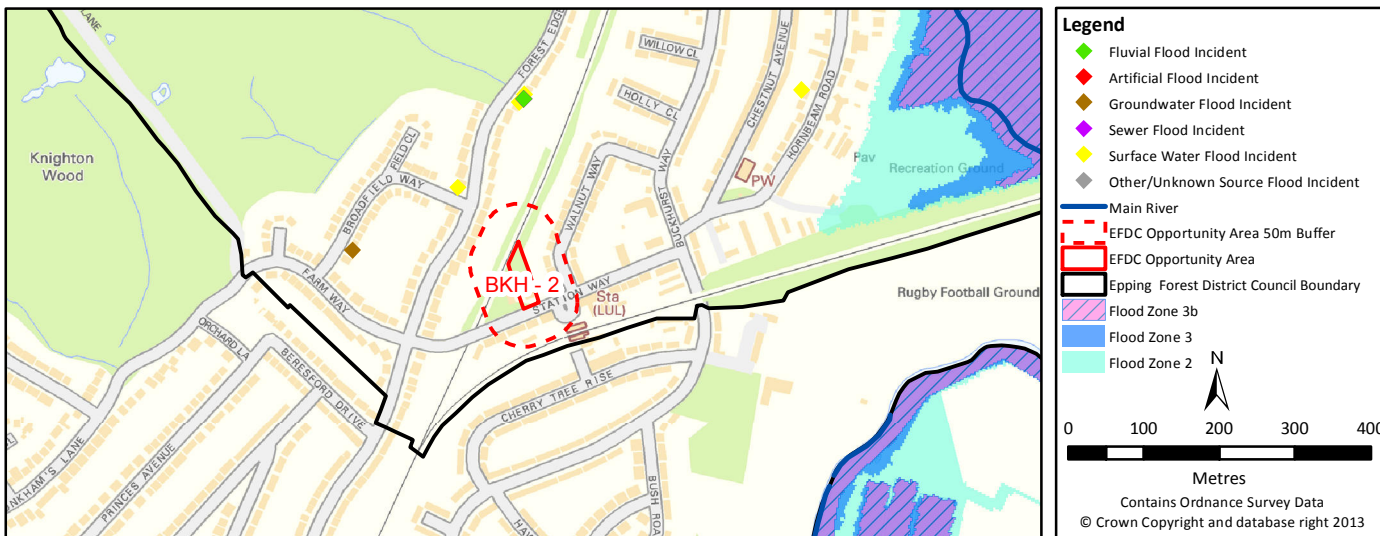 LANE
Knighton
Wood
FOREST EDGE
WILLOW CL
HOLLY CL
CHESTNUT AVENUE
HORNBEAM ROAD
Pav
Recreation Ground
PW
BROADFIELD WAY
FIELD CL
WALNUT WAY
BUCKHURST WAY
FARM WAY
BKH - 2
STATION WAY
Sta
(LUL)
Rugby Football Ground
ORCHARD LA
BERESFORD DRIVE
PRINCES AVENUE
CHERRY TREE RISE
BUSH ROA
HA
Legend
Fluvial Flood Incident
Artificial Flood Incident
Groundwater Flood Incident
Sewer Flood Incident
Surface Water Flood Incident
Other/Unknown Source Flood Incident
Main River
EFDC Opportunity Area 50m Buffer
EFDC Opportunity Area
Epping Forest District Council Boundary
Flood Zone 3b
Flood Zone 3
Flood Zone 2
N
0 100 200 300 400
Metres
Contains Ordnance Survey Data
© Crown Copyright and database right 2013